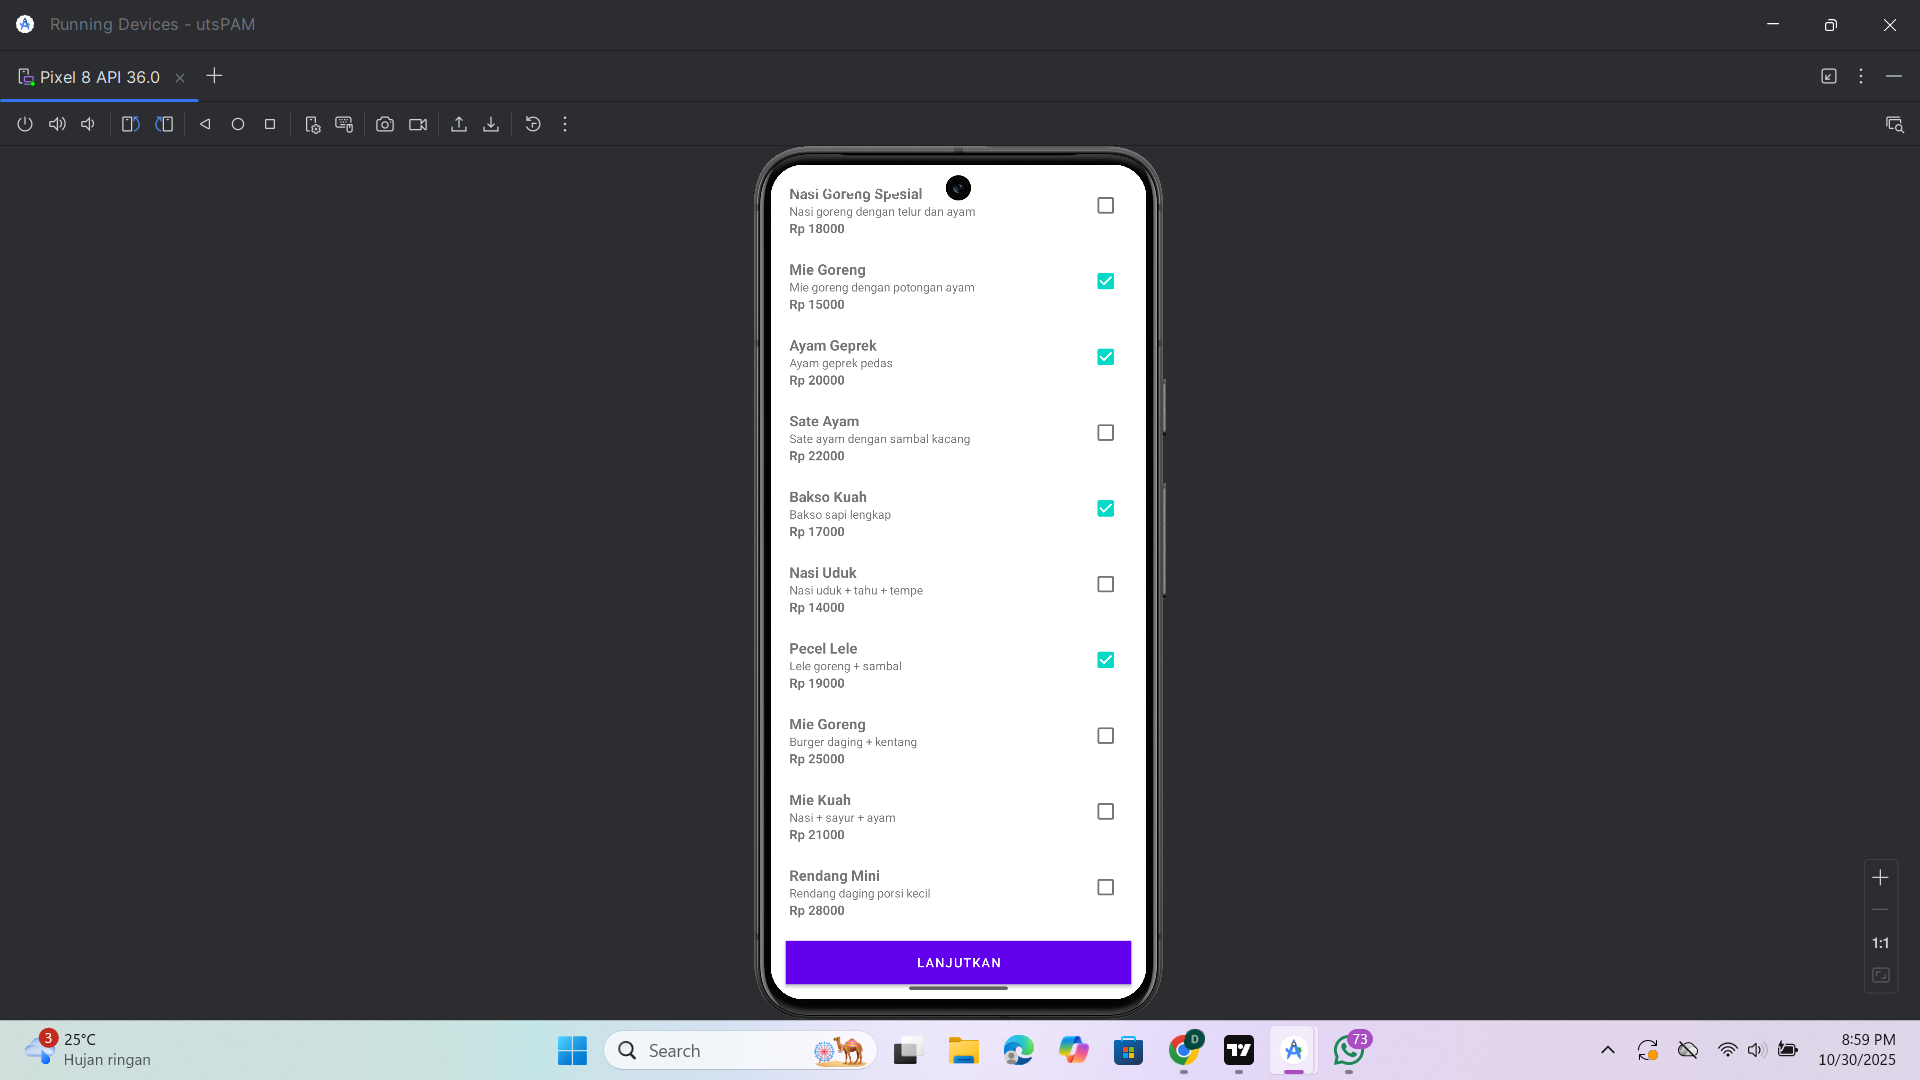 Running Devices - utsPAM
Pixel 8 API 36.0
Nasi Goreng Spesial
Nasi goreng dengan telur dan ayam
Rp 18000
Mie Goreng
Mie goreng dengan potongan ayam
Rp 15000
Ayam Geprek
Ayam geprek pedas
Rp 20000
Sate Ayam
Sate ayam dengan sambal kacang
Rp 22000
Bakso Kuah
Bakso sapi lengkap
Rp 17000
Nasi Uduk
Nasi uduk + tahu + tempe
Rp 14000
Pecel Lele
Lele goreng + sambal
Rp 19000
Mie Goreng
Burger daging + kentang
Rp 25000
Mie Kuah
Nasi + sayur + ayam
Rp 21000
Rendang Mini
Rendang daging porsi kecil
Rp 28000
LANJUTKAN
1:1
3
25°C
Hujan ringan
Search
D
73
8:59 PM
10/30/2025